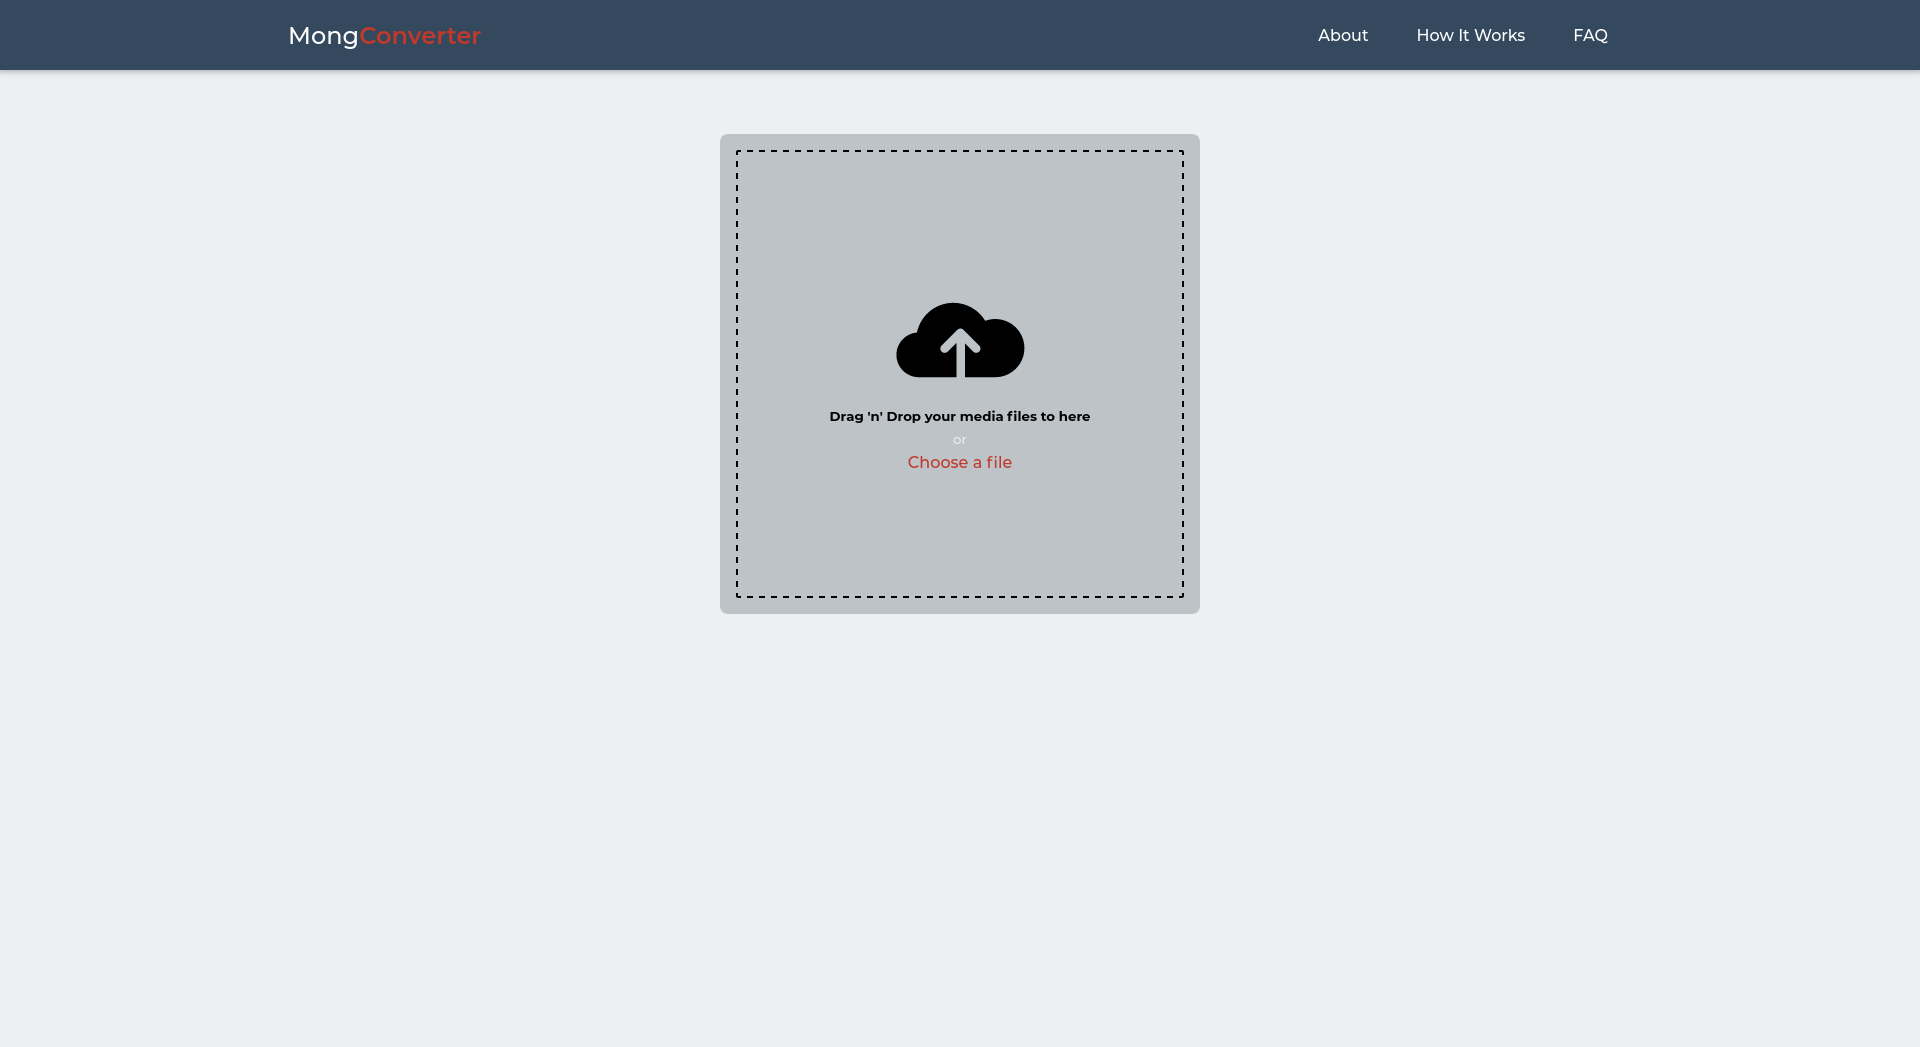 MongConverter
About
How It Works
FAQ
Drag 'n' Drop your media files to here
or
Choose a file